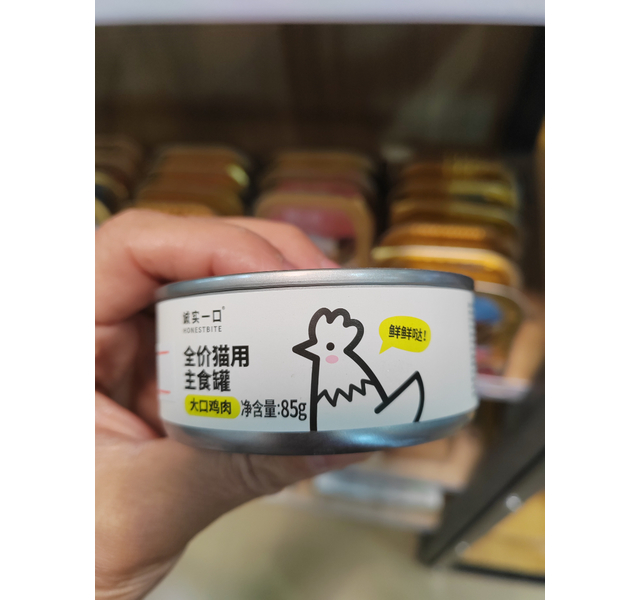 诚实一口®
HONESTBITE
全价猫用
主食罐
大口鸡肉 净含量:85g
鲜鲜哒!